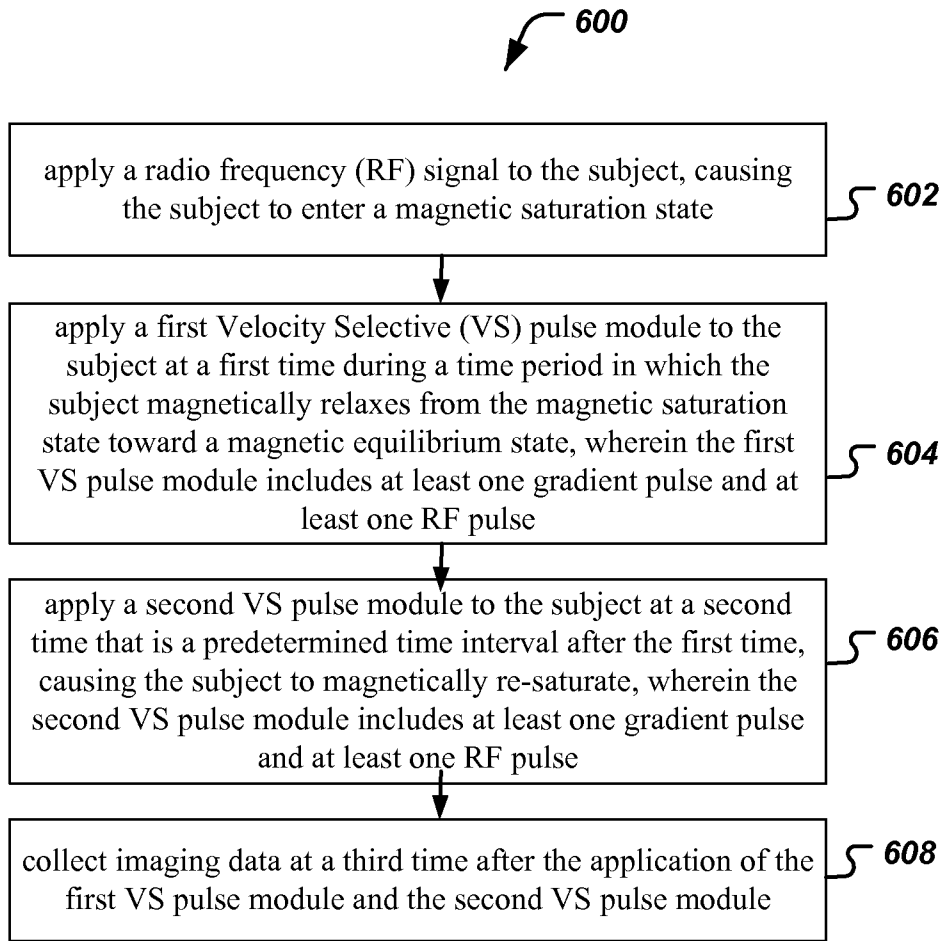 600
apply a radio frequency (RF) signal to the subject, causing
the subject to enter a magnetic saturation state
602
apply a first Velocity Selective (VS) pulse module to the
subject at a first time during a time period in which the
subject magnetically relaxes from the magnetic saturation
state toward a magnetic equilibrium state, wherein the first
VS pulse module includes at least one gradient pulse and at
least one RF pulse
604
apply a second VS pulse module to the subject at a second
time that is a predetermined time interval after the first time,
causing the subject to magnetically re-saturate, wherein the
second VS pulse module includes at least one gradient pulse
and at least one RF pulse
606
collect imaging data at a third time after the application of the
first VS pulse module and the second VS pulse module
608